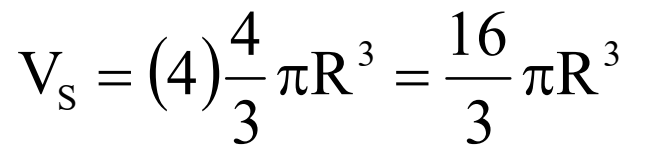 V_S = (4) 4/3 πR^3 = 16/3 πR^3